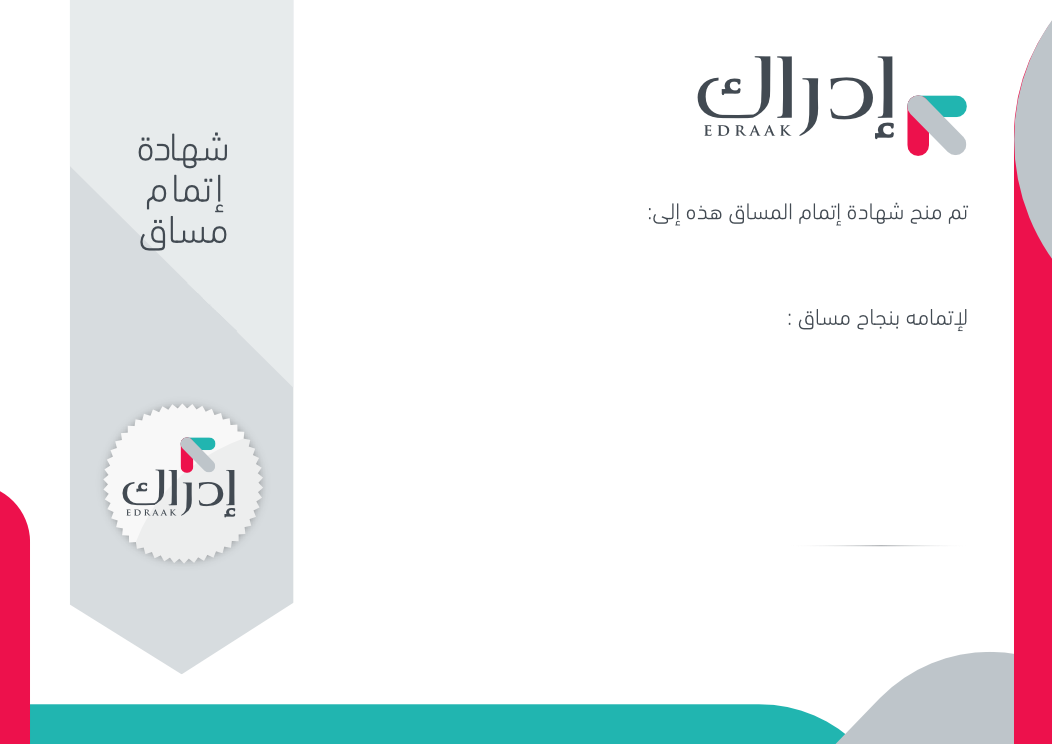 إدراك
EDRAAK
تم منح شهادة إتمام المساق هذه إلى:
لإتمامه بنجاح مساق :
شهادة
إتمام
مساق
إدراك
EDRAAK